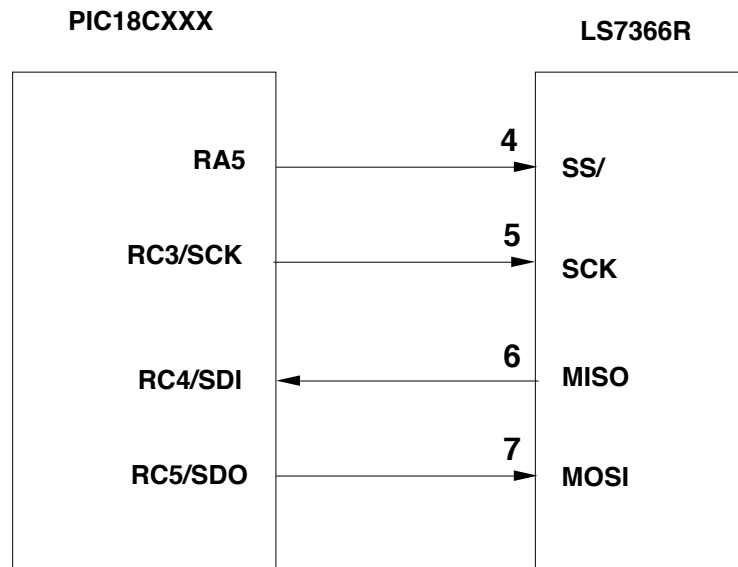 PIC18CXXX
LS7366R
RA5
4
SS/
RC3/SCK
5
SCK
RC4/SDI
6
MISO
RC5/SDO
7
MOSI